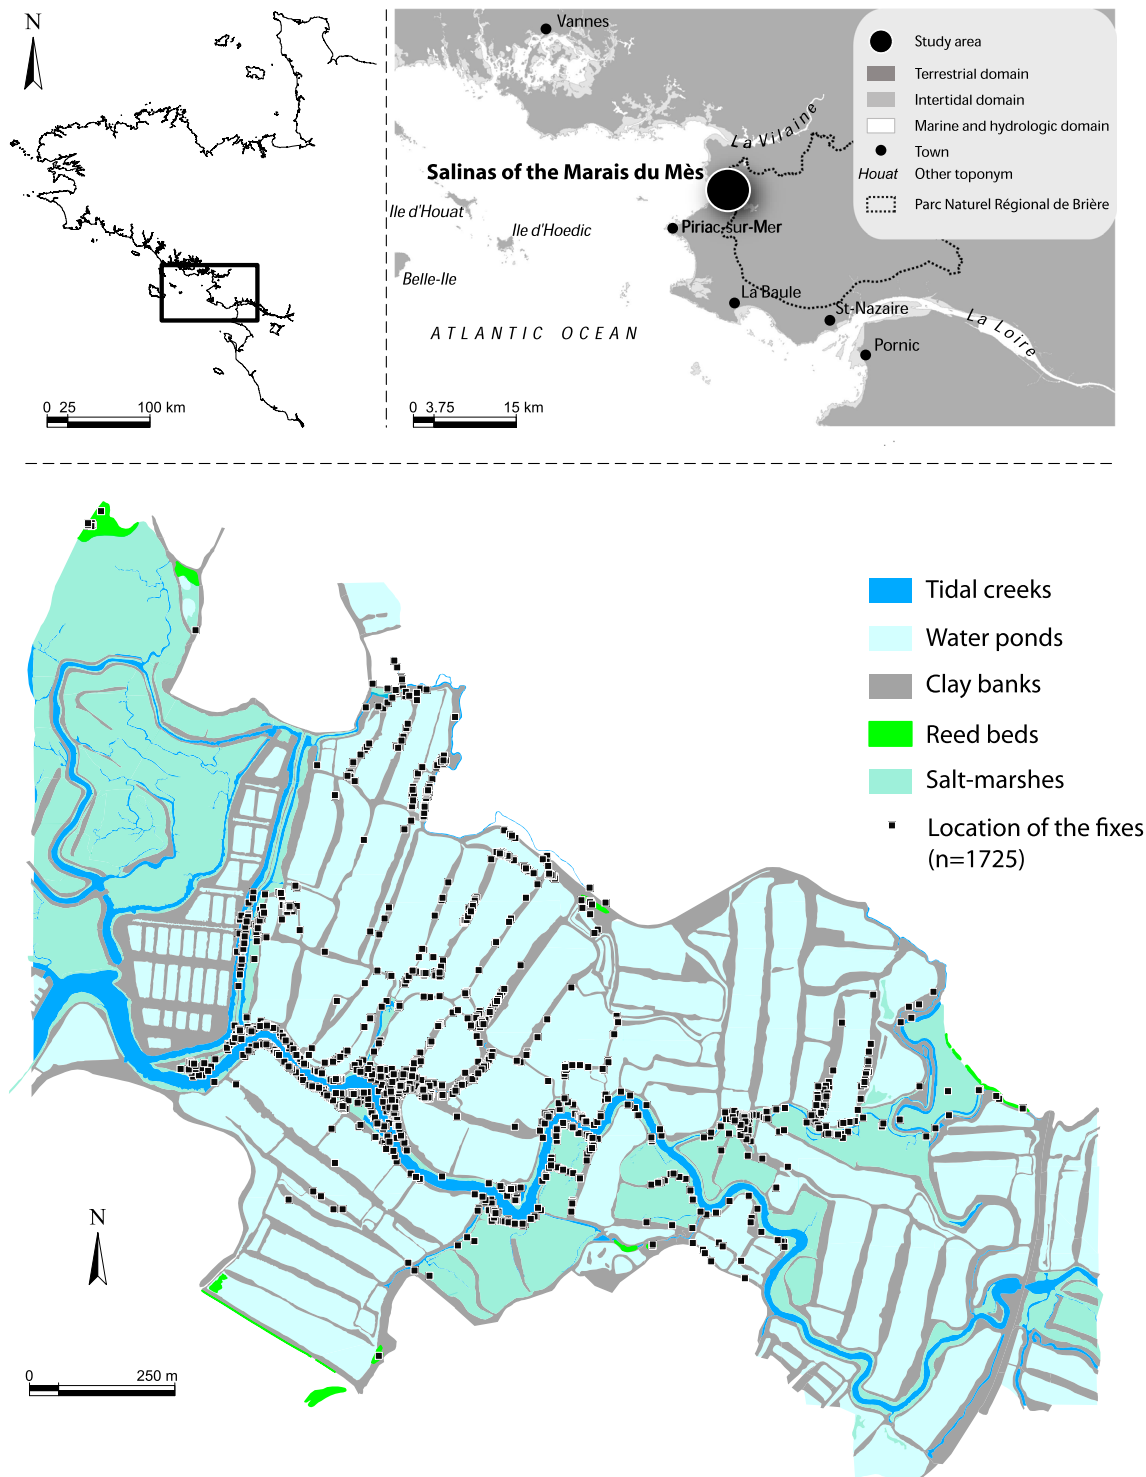 N
0 25 100 km
Vannes
La Vilaine
Salinas of the Marais du Mès
Ile d'Houat
Ile d'Hoedic
Piriac-sur-Mer
Belle-Ile
La Baule
St-Nazaire
ATLANTIC OCEAN
La Loire
Pornic
0 3.75 15 km
Study area
Terrestrial domain
Intertidal domain
Marine and hydrologic domain
Town
Houat Other toponym
Parc Naturel Régional de Brière
Tidal creeks
Water ponds
Clay banks
Reed beds
Salt-marshes
Location of the fixes
(n=1725)
N
0 250 m